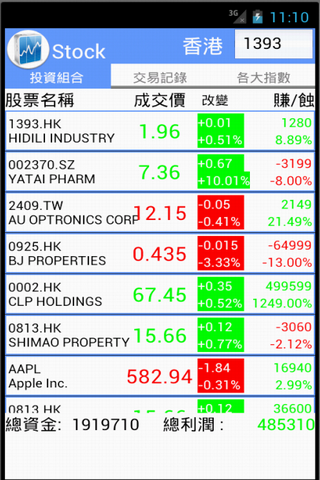 3G 11:10
Stock 香港 1393
投資組合 交易記錄 各大指數
股票名稱 成交價 改變 賺/蝕
1393.HK +0.01 1280
HIDILI INDUSTRY 1.96 +0.51% 8.89%
002370.SZ +0.67 -3199
YATAI PHARM 7.36 +10.01% -8.00%
2409.TW -0.05 2149
AU OPTRONICS CORP 12.15 -0.41% 21.49%
0925.HK -0.015 -64999
BJ PROPERTIES 0.435 -3.33% -13.00%
0002.HK +0.35 499599
CLP HOLDINGS 67.45 +0.52% 1249.00%
0813.HK +0.12 -3060
SHIMAO PROPERTY 15.66 +0.77% -2.12%
AAPL -1.84 16940
Apple Inc. 582.94 -0.31% 2.99%
0813.HK +0.12 36600
總資金: 1919710 總利潤 : 485310